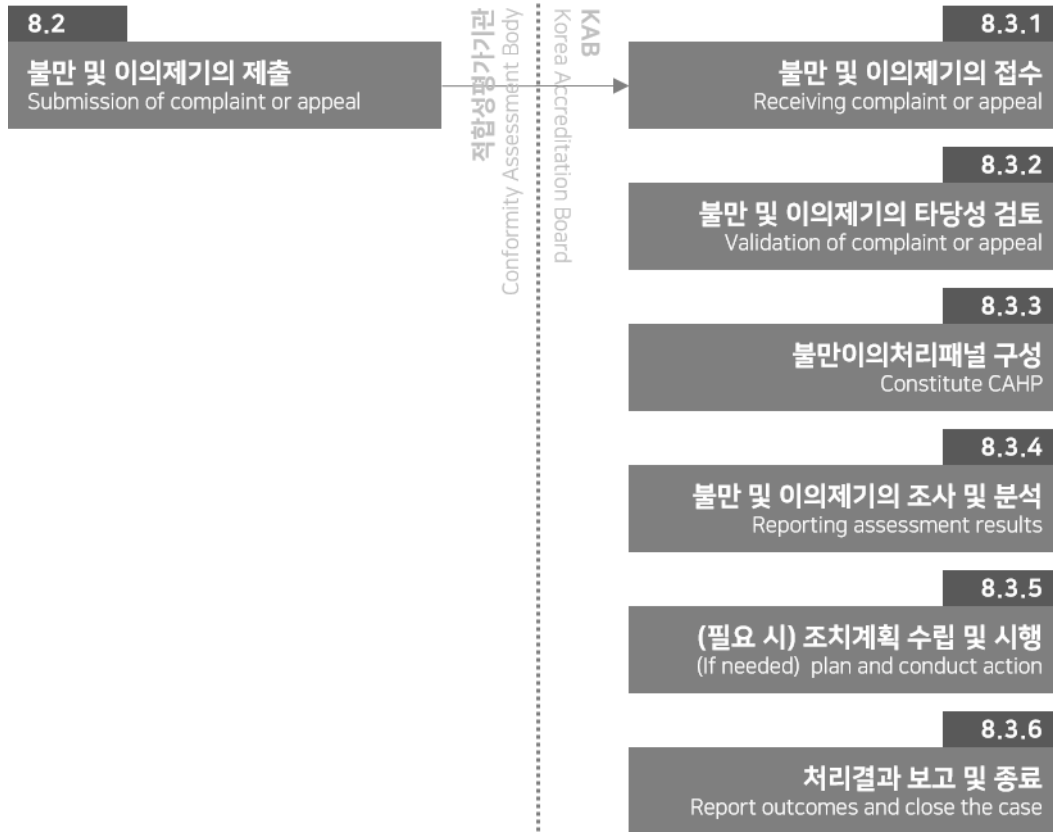 8.2
불만 및 이의제기의 제출
Submission of complaint or appeal
적합성평가기관
Conformity Assessment Body
KAB
Korea Accreditation Board
8.3.1
불만 및 이의제기의 접수
Receiving complaint or appeal
8.3.2
불만 및 이의제기의 타당성 검토
Validation of complaint or appeal
8.3.3
불만이의처리패널 구성
Constitute CAHP
8.3.4
불만 및 이의제기의 조사 및 분석
Reporting assessment results
8.3.5
(필요 시) 조치계획 수립 및 시행
(If needed) plan and conduct action
8.3.6
처리결과 보고 및 종료
Report outcomes and close the case